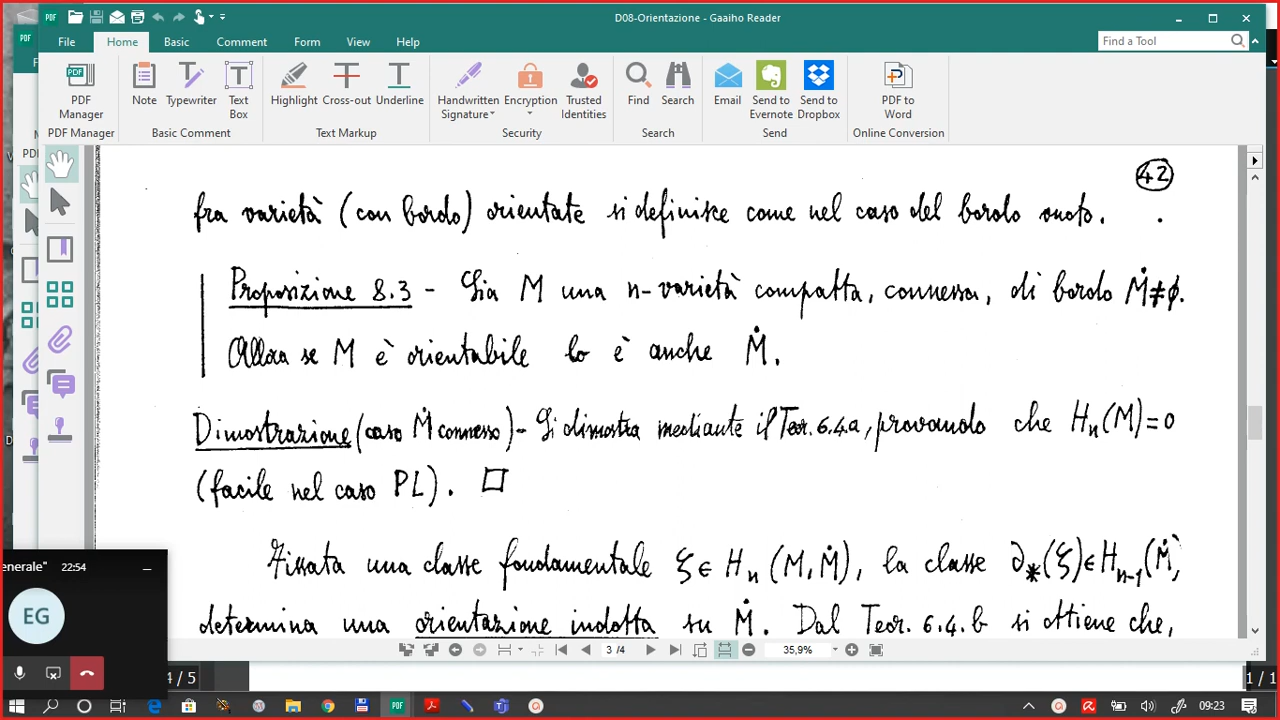 D08-Orientazione - Gaaiho Reader
File Home Basic Comment Form View Help
Find a Tool
PDF Manager Note Typewriter Text Box Highlight Cross-out Underline Handwritten Signature Encryption Trusted Identities Find Search Email Send to Evernote Send to Dropbox PDF to Word
PDF Manager Basic Comment Text Markup Security Search Send Online Conversion
42
fra varietà (con bordo) orientate si definisce come nel caso del bordo vuoto.
Proposizione 8.3 - Sia M una n-varietà compatta, connessa, di bordo Ṁ≠∅.
Allora se M è orientabile lo è anche Ṁ.
Dimostrazione (caso Ṁ connesso) - Si dimostra mediante il Teor. 6.4a, provando che Hn(M)=0
(facile nel caso PL). □
Fissata una classe fondamentale ζ∈Hn(M,Ṁ), la classe ∂*(ζ)∈Hn-1(Ṁ)
determina una orientazione indotta su Ṁ. Dal Teor. 6.4.b si ottiene che,
enerale" 22:54
EG
3 /4
35,9%
4 / 5
1 / 1
09:23